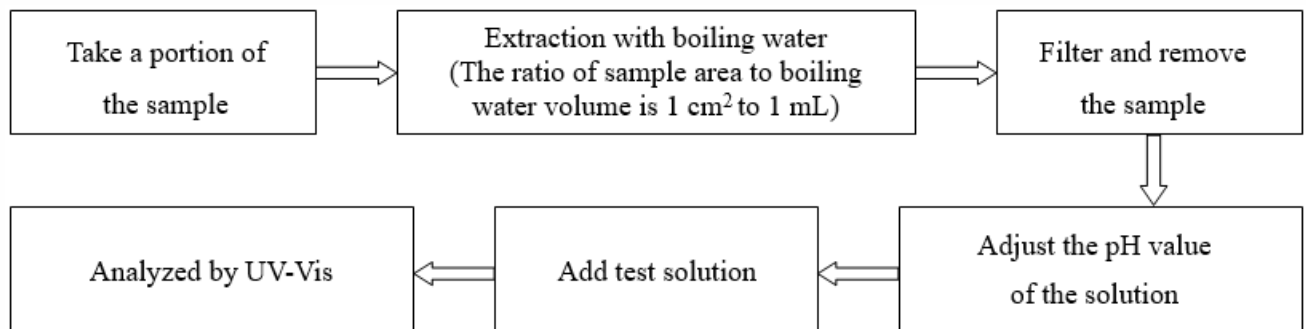 Take a portion of
the sample
Extraction with boiling water
(The ratio of sample area to boiling
water volume is 1 cm² to 1 mL)
Filter and remove
the sample
Adjust the pH value
of the solution
Add test solution
Analyzed by UV-Vis